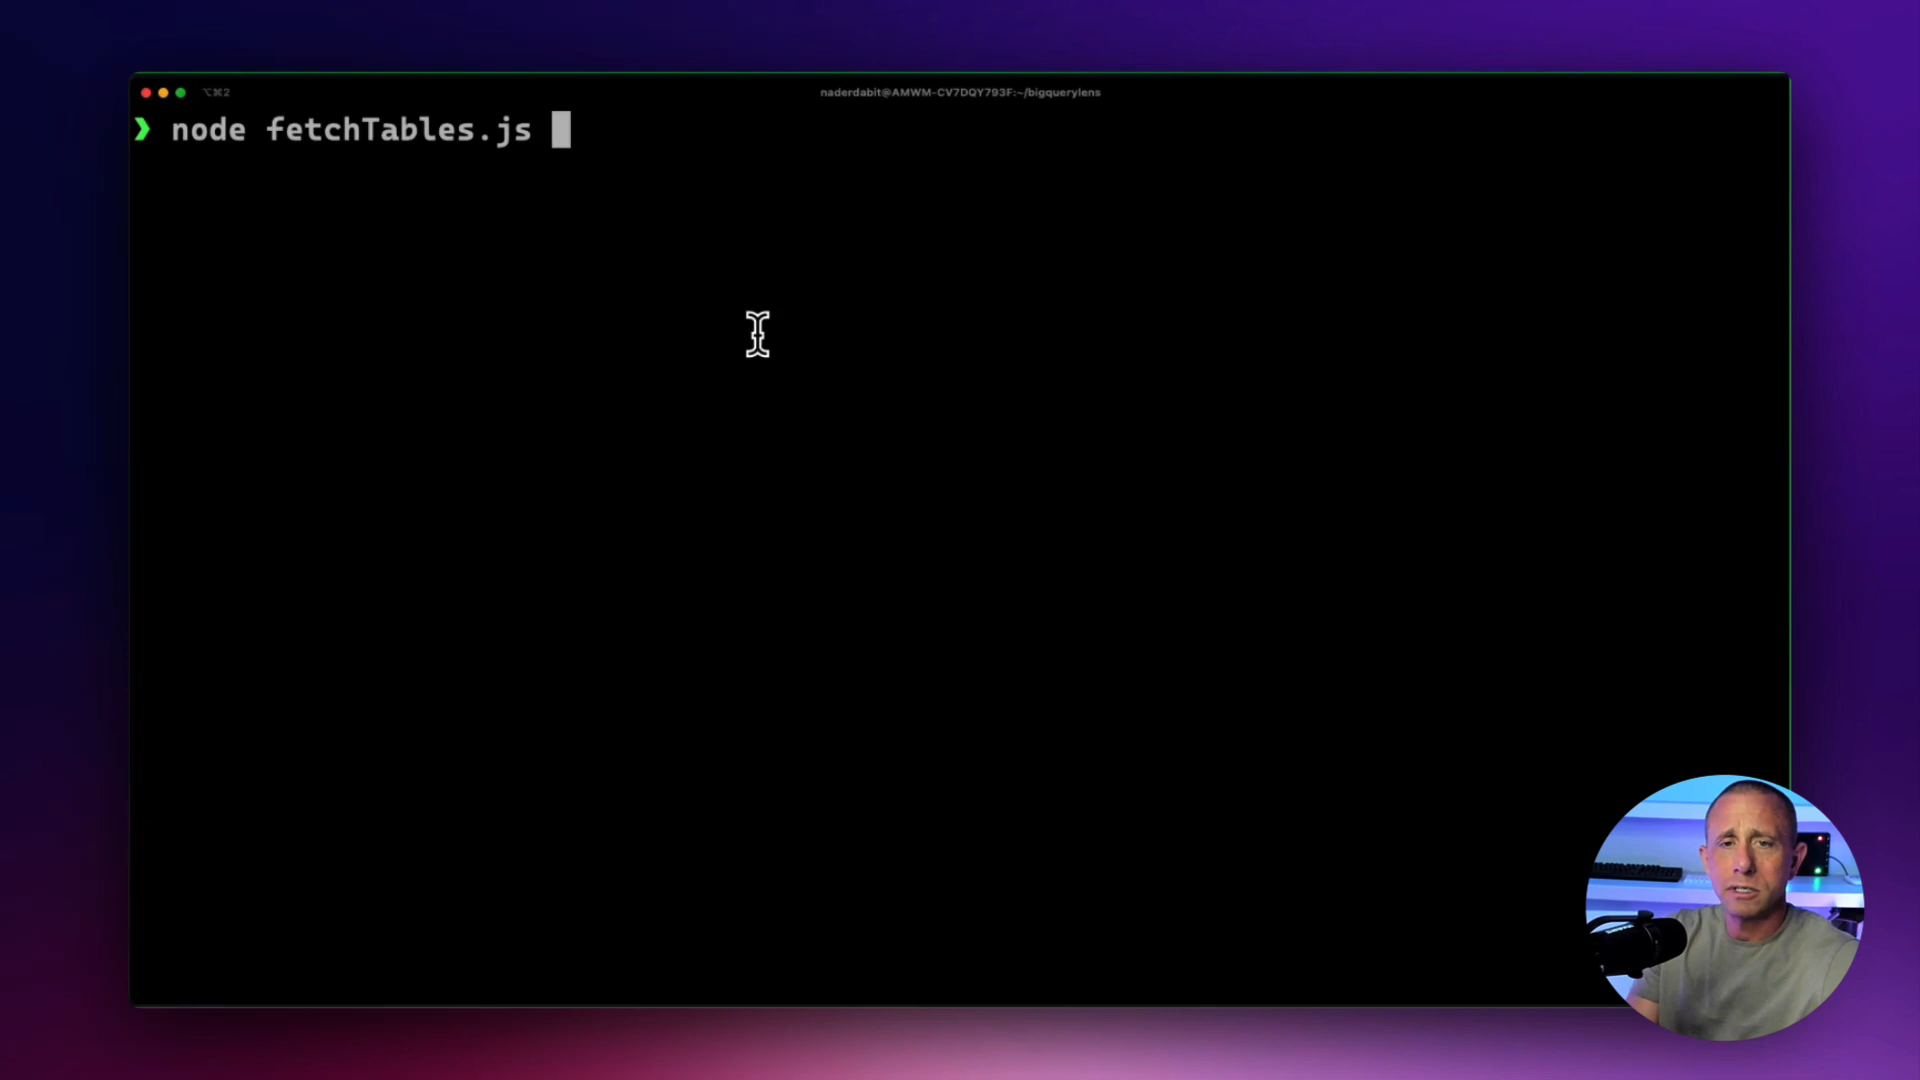 ⌥⌘2
naderdabit@AMWM-CV7DQY793F:~/bigquerylens
❯ node fetchTables.js